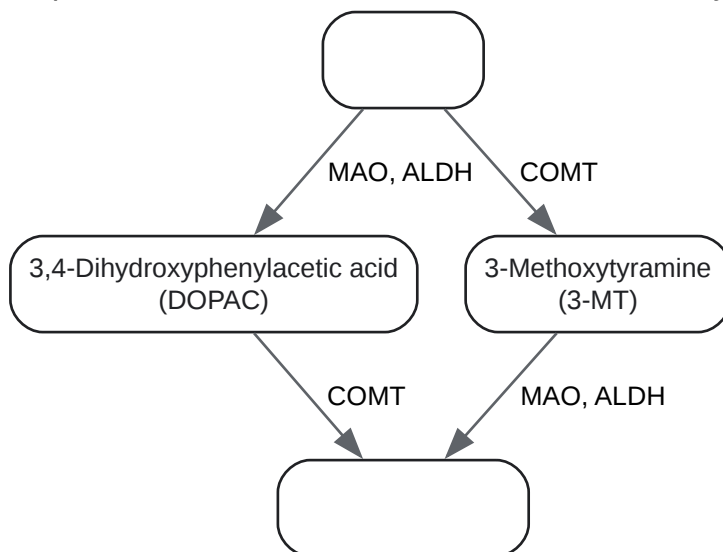 MAO, ALDH
COMT
3,4-Dihydroxyphenylacetic acid
(DOPAC)
3-Methoxytyramine
(3-MT)
COMT
MAO, ALDH